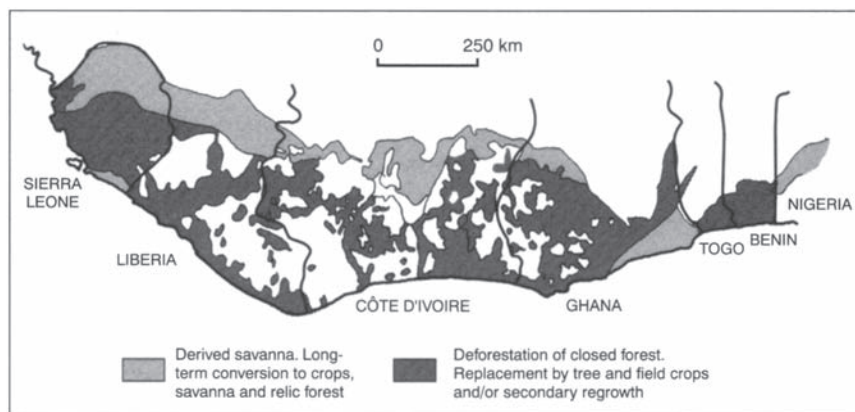 0 250 km
SIERRA
LEONE
LIBERIA
CÔTE D'IVOIRE
GHANA
TOGO
BENIN
NIGERIA
Derived savanna. Long-
term conversion to crops,
savanna and relic forest
Deforestation of closed forest.
Replacement by tree and field crops
and/or secondary regrowth